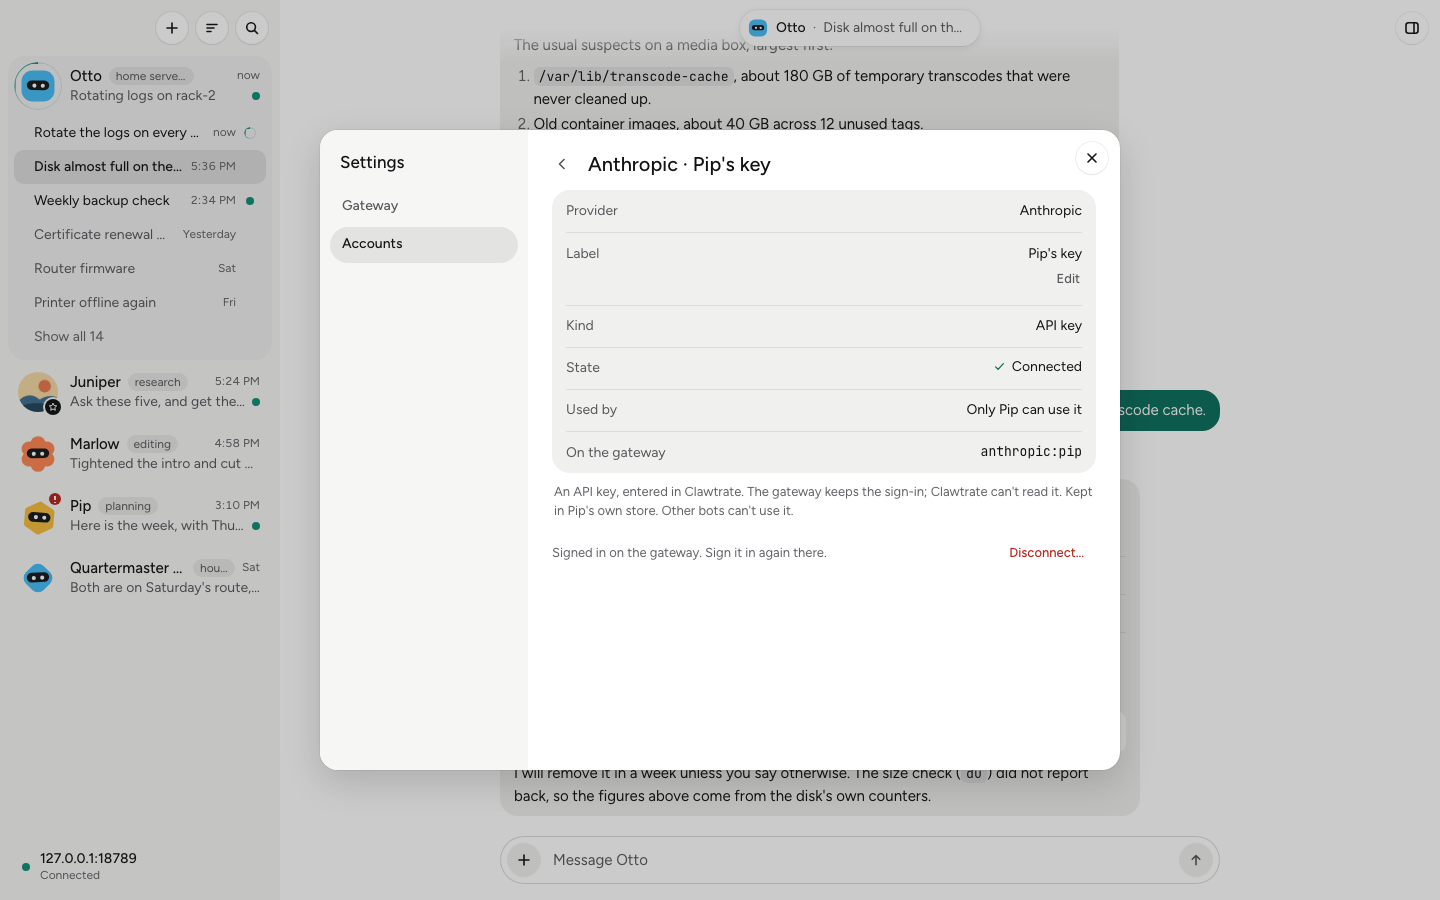 Otto home serve... now
Rotating logs on rack-2
Rotate the logs on every ... now
Disk almost full on the... 5:36 PM
Weekly backup check 2:34 PM
Certificate renewal ... Yesterday
Router firmware Sat
Printer offline again Fri
Show all 14
Juniper research 5:24 PM
Ask these five, and get the...
Marlow editing 4:58 PM
Tightened the intro and cut ...
Pip planning 3:10 PM
Here is the week, with Thu...
Quartermaster ... hou... Sat
Both are on Saturday's route,...
127.0.0.1:18789
Connected
Otto · Disk almost full on th...
The usual suspects on a media box, largest first:
1. /var/lib/transcode-cache, about 180 GB of temporary transcodes that were
never cleaned up.
2. Old container images, about 40 GB across 12 unused tags.
scode cache.
Settings
Gateway
Accounts
Anthropic · Pip's key
Provider Anthropic
Label Pip's key
Edit
Kind API key
State Connected
Used by Only Pip can use it
On the gateway anthropic:pip
An API key, entered in Clawtrate. The gateway keeps the sign-in; Clawtrate can't read it. Kept
in Pip's own store. Other bots can't use it.
Signed in on the gateway. Sign it in again there. Disconnect...
I will remove it in a week unless you say otherwise. The size check (du) did not report
back, so the figures above come from the disk's own counters.
Message Otto